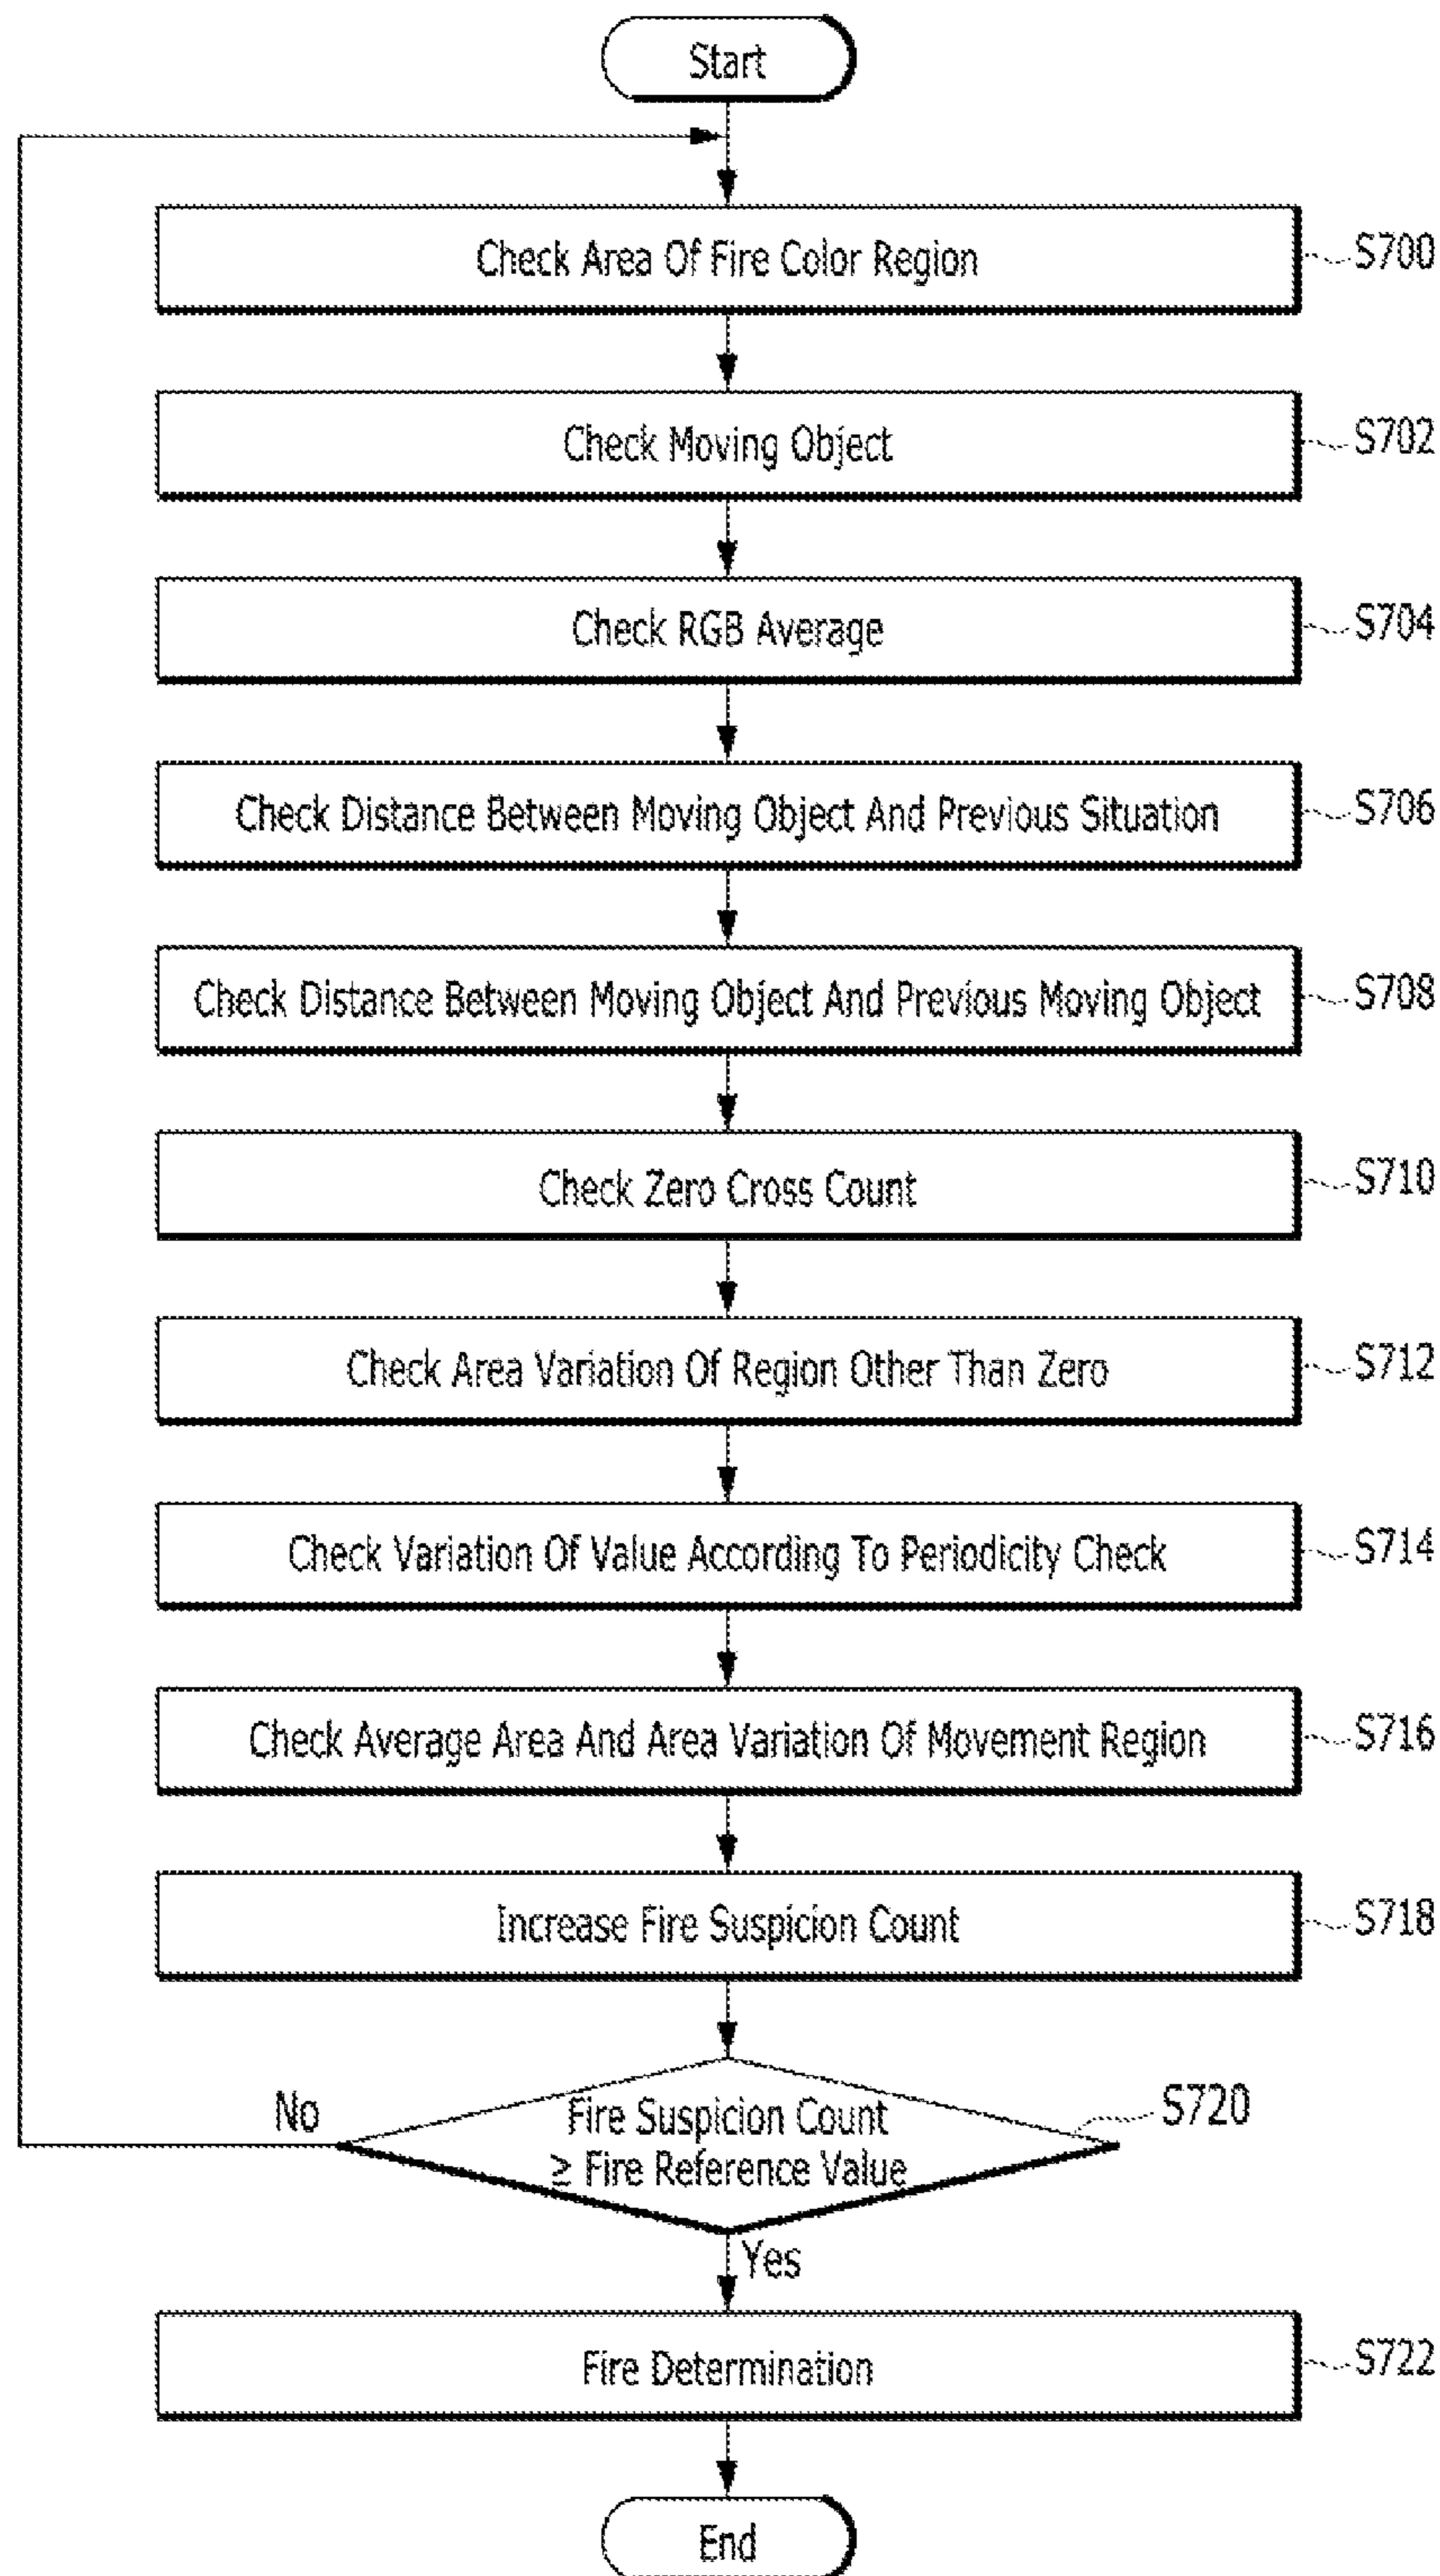 Start
Check Area Of Fire Color Region
S700
Check Moving Object
S702
Check RGB Average
S704
Check Distance Between Moving Object And Previous Situation
S706
Check Distance Between Moving Object And Previous Moving Object
S708
Check Zero Cross Count
S710
Check Area Variation Of Region Other Than Zero
S712
Check Variation Of Value According To Periodicity Check
S714
Check Average Area And Area Variation Of Movement Region
S716
Increase Fire Suspicion Count
S718
No
Fire Suspicion Count
≥ Fire Reference Value
S720
Yes
Fire Determination
S722
End